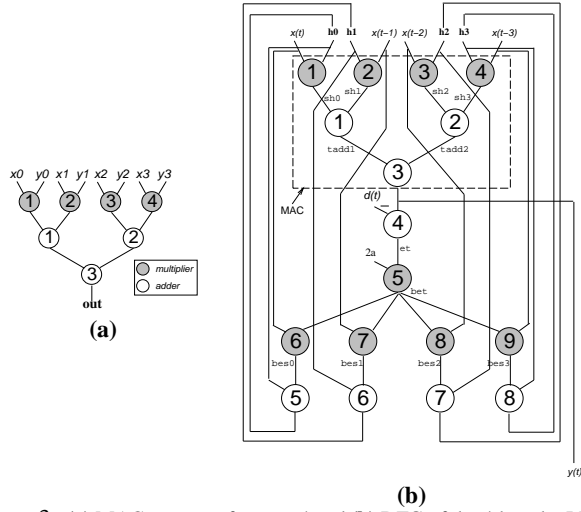 h0 h1 h2 h3
x(t) x(t−1) x(t−2) x(t−3)
1 2 3 4
sh0 sh1 sh2 sh3
1 2
tadd1 tadd2
3
MAC
d(t)
−
4
et
2a
5
bet
6 7 8 9
bes0 bes1 bes2 bes3
5 6 7 8
y(t)
(b)
x0 y0 x1 y1 x2 y2 x3 y3
1 2 3 4
1 2
3
out
multiplier
adder
(a)